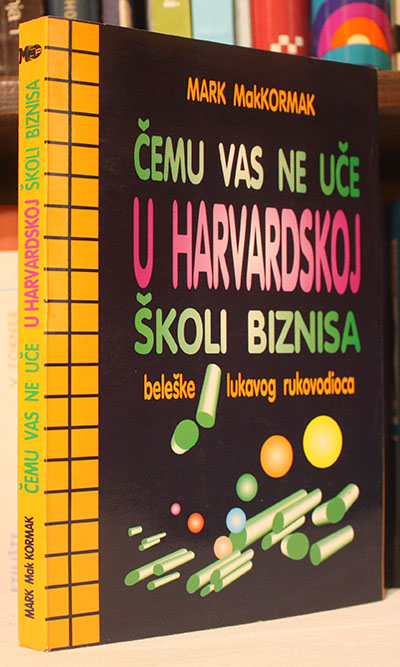 MARK MakKORMAK
ČEMU VAS NE UČE
U HARVARDSKOJ
ŠKOLI BIZNISA
beleške lukavog rukovodioca
MARK MakKORMAK ČEMU VAS NE UČE U HARVARDSKOJ ŠKOLI BIZNISA